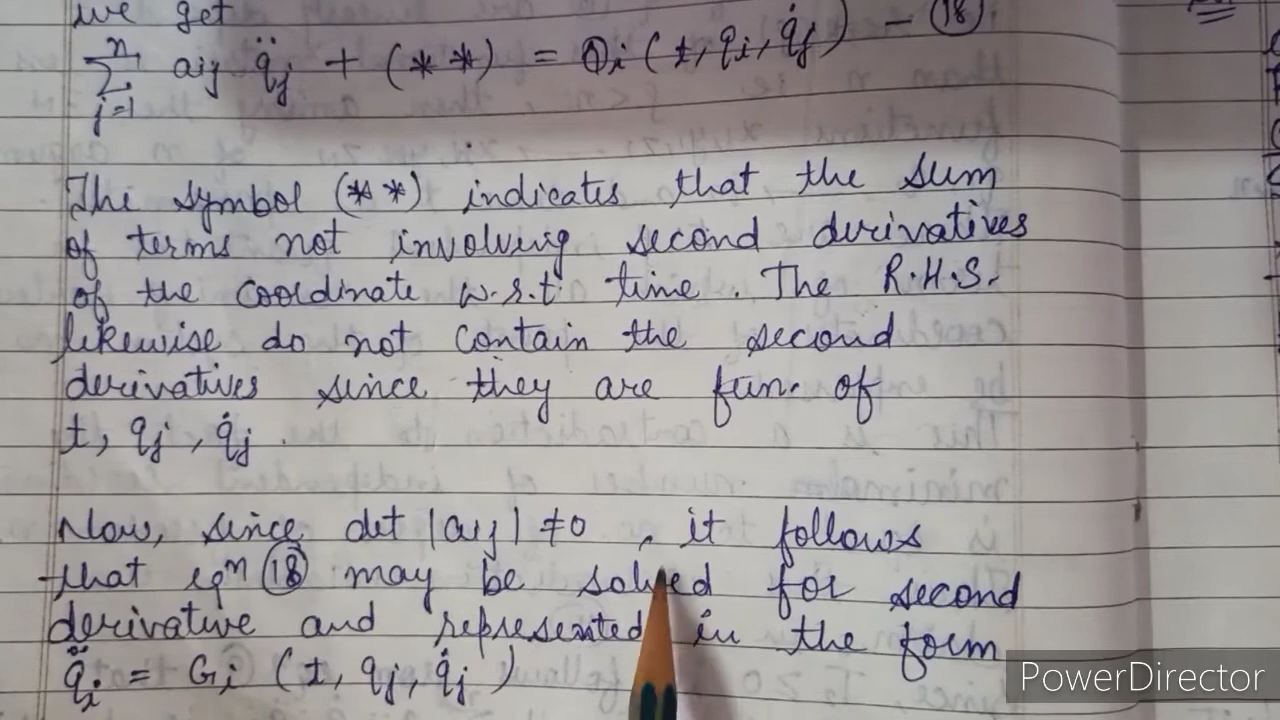 we get
n
∑ aij q̈j + (**) = Qi (t, qi, q̇j) – (18)
j=1
The symbol (**) indicates that the sum
of terms not involving second derivatives
of the coordinate w.r.t. time. The R.H.S.
likewise do not contain the second
derivatives since they are fun. of
t, qj, q̇j.
Now, since det |aij| ≠ 0, it follows
that eqn (18) may be solved for second
derivative and represented in the form
q̈i = Gi (t, qj, q̇j)
PowerDirector